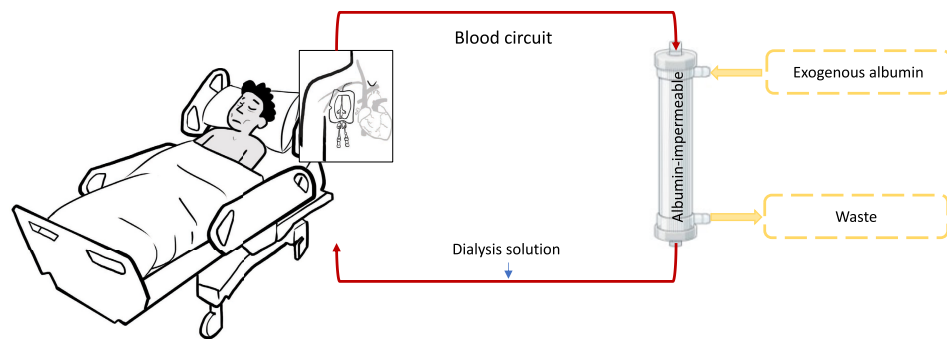 Blood circuit
Albumin-impermeable
Exogenous albumin
Waste
Dialysis solution